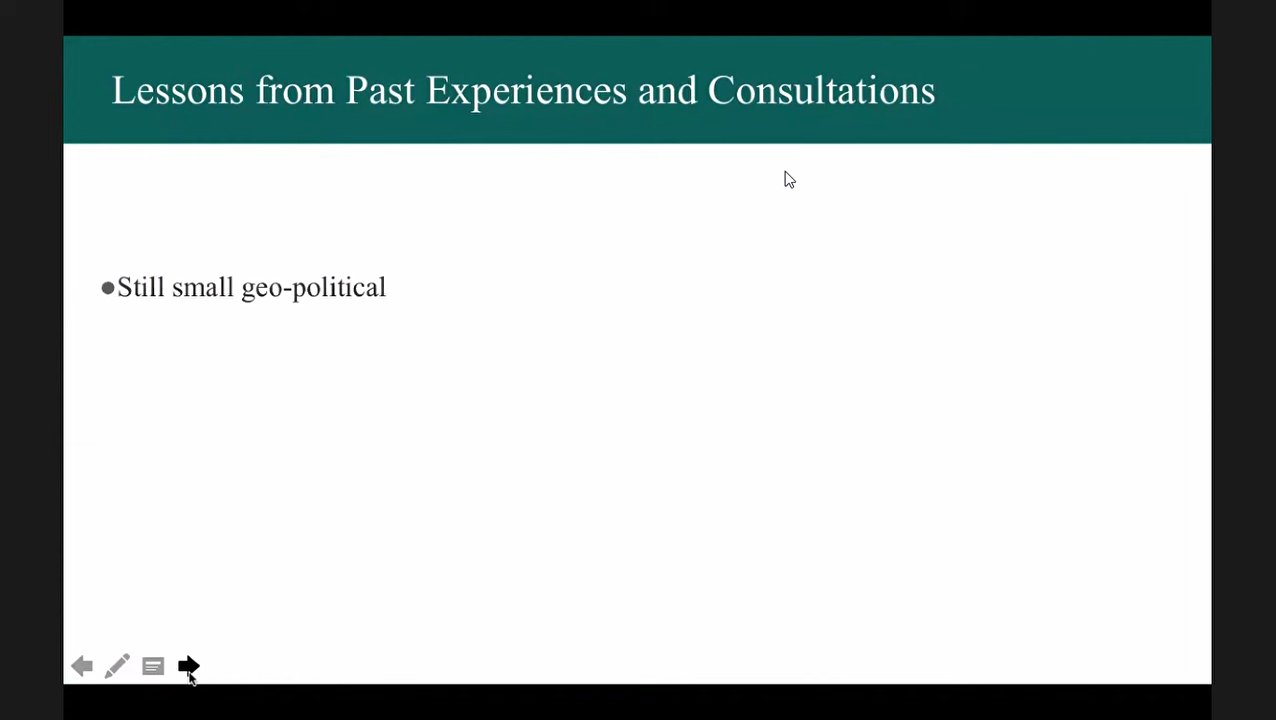 Lessons from Past Experiences and Consultations
●Still small geo-political